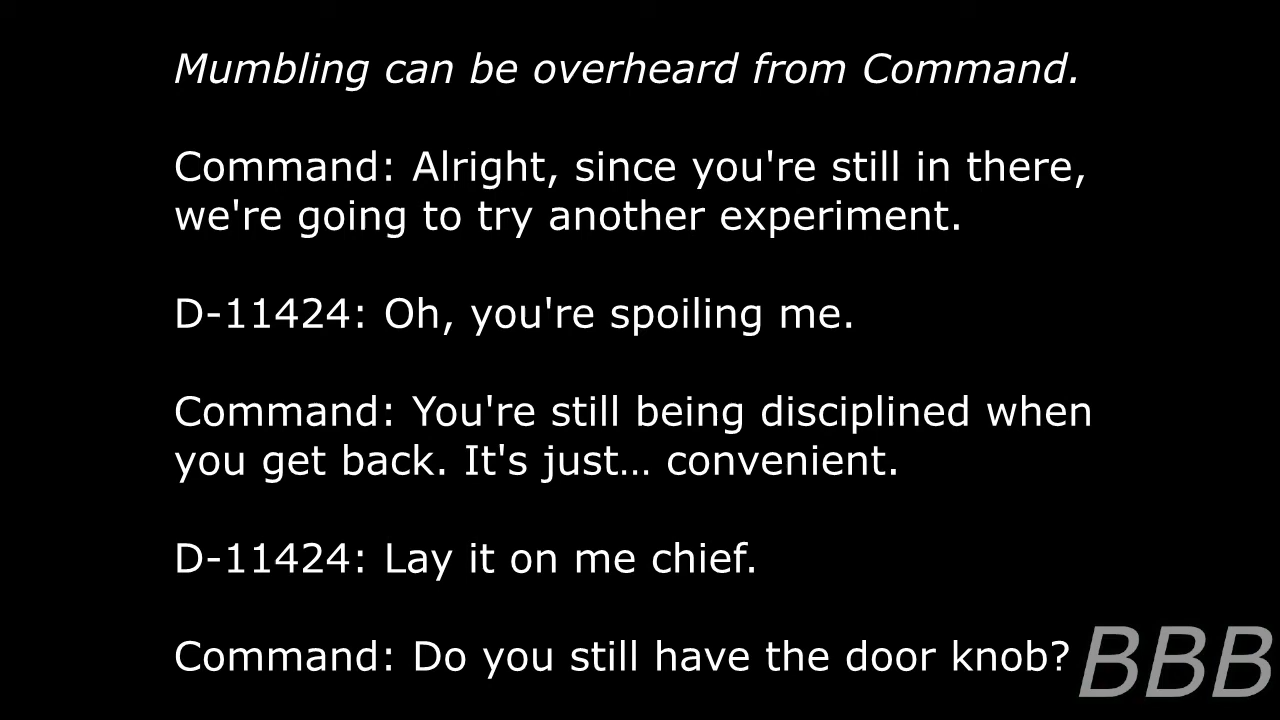 Mumbling can be overheard from Command.
Command: Alright, since you're still in there,
we're going to try another experiment.
D-11424: Oh, you're spoiling me.
Command: You're still being disciplined when
you get back. It's just… convenient.
D-11424: Lay it on me chief.
Command: Do you still have the door knob?
BBB